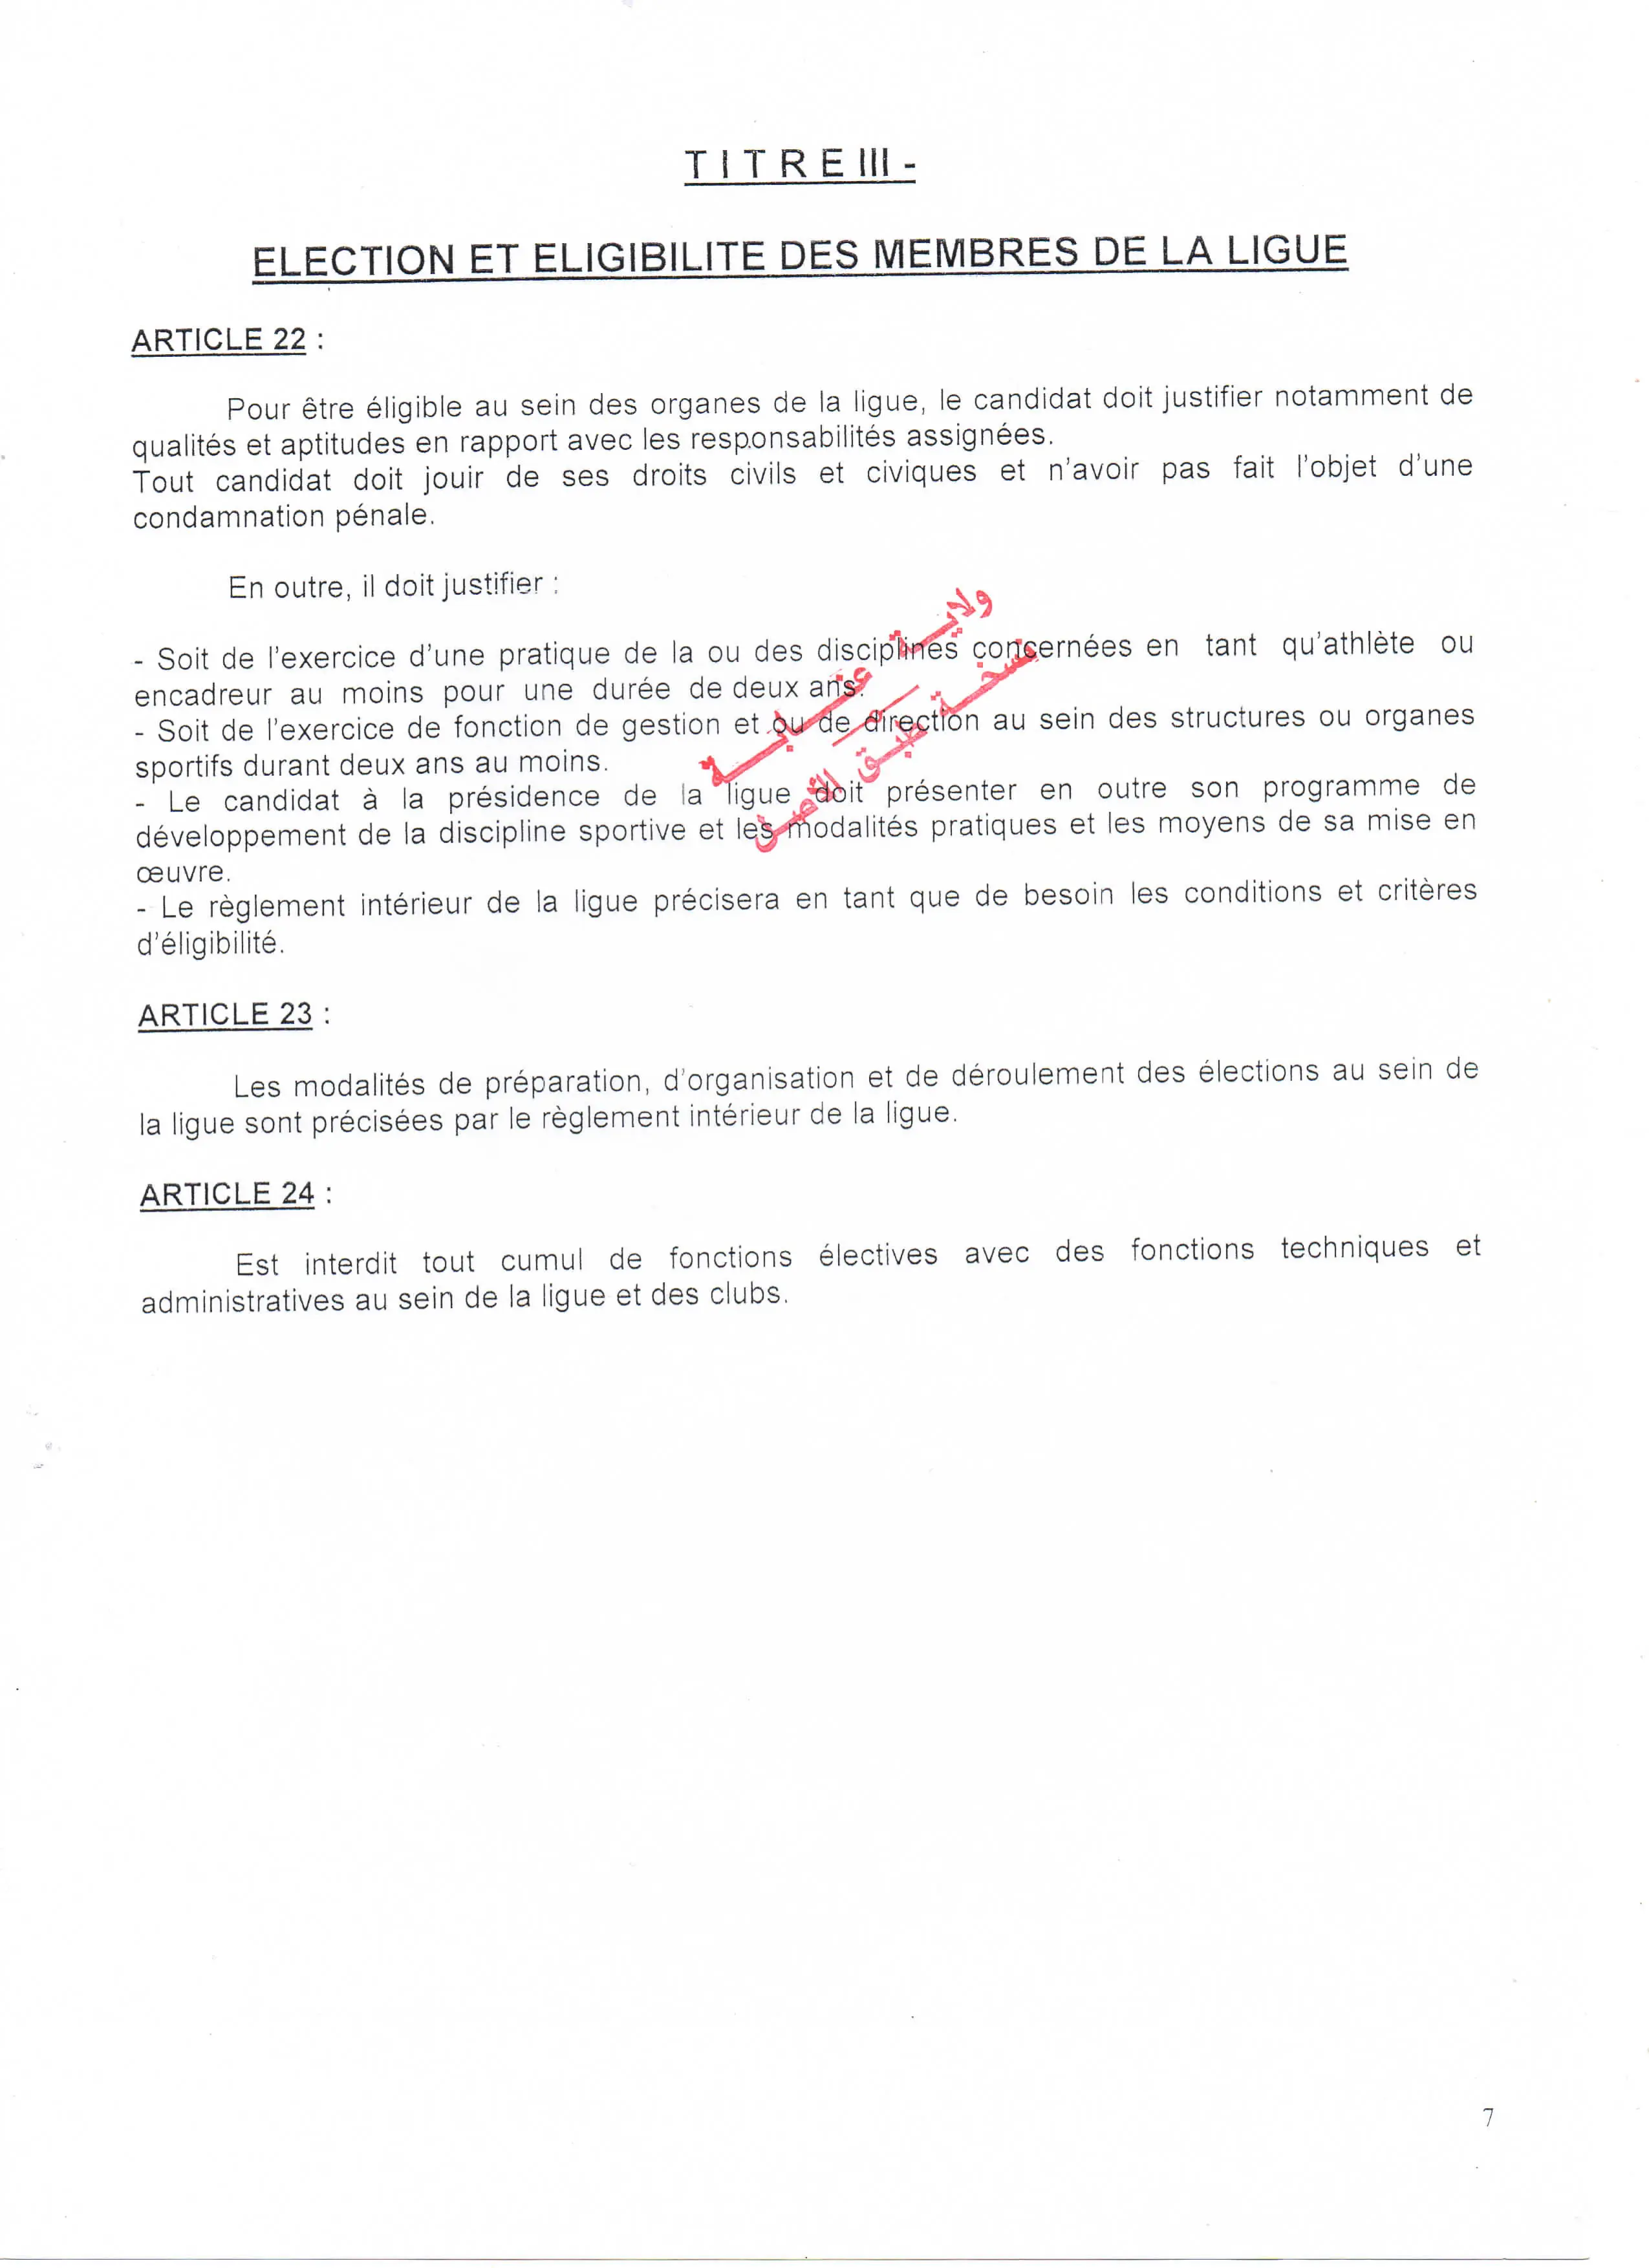 T I T R E III -
ELECTION ET ELIGIBILITE DES MEMBRES DE LA LIGUE
ARTICLE 22 :
Pour être éligible au sein des organes de la ligue, le candidat doit justifier notamment de
qualités et aptitudes en rapport avec les responsabilités assignées.
Tout candidat doit jouir de ses droits civils et civiques et n'avoir pas fait l'objet d'une
condamnation pénale.
En outre, il doit justifier :
- Soit de l'exercice d'une pratique de la ou des disciplines concernées en tant qu'athlète ou
encadreur au moins pour une durée de deux ans.
- Soit de l'exercice de fonction de gestion et ou de direction au sein des structures ou organes
sportifs durant deux ans au moins.
- Le candidat à la présidence de la ligue doit présenter en outre son programme de
développement de la discipline sportive et les modalités pratiques et les moyens de sa mise en
œuvre.
- Le règlement intérieur de la ligue précisera en tant que de besoin les conditions et critères
d'éligibilité.
ولايـــة عنـــابـــة
نسخـــة طبـق للأصـل
ARTICLE 23 :
Les modalités de préparation, d'organisation et de déroulement des élections au sein de
la ligue sont précisées par le règlement intérieur de la ligue.
ARTICLE 24 :
Est interdit tout cumul de fonctions électives avec des fonctions techniques et
administratives au sein de la ligue et des clubs.
7